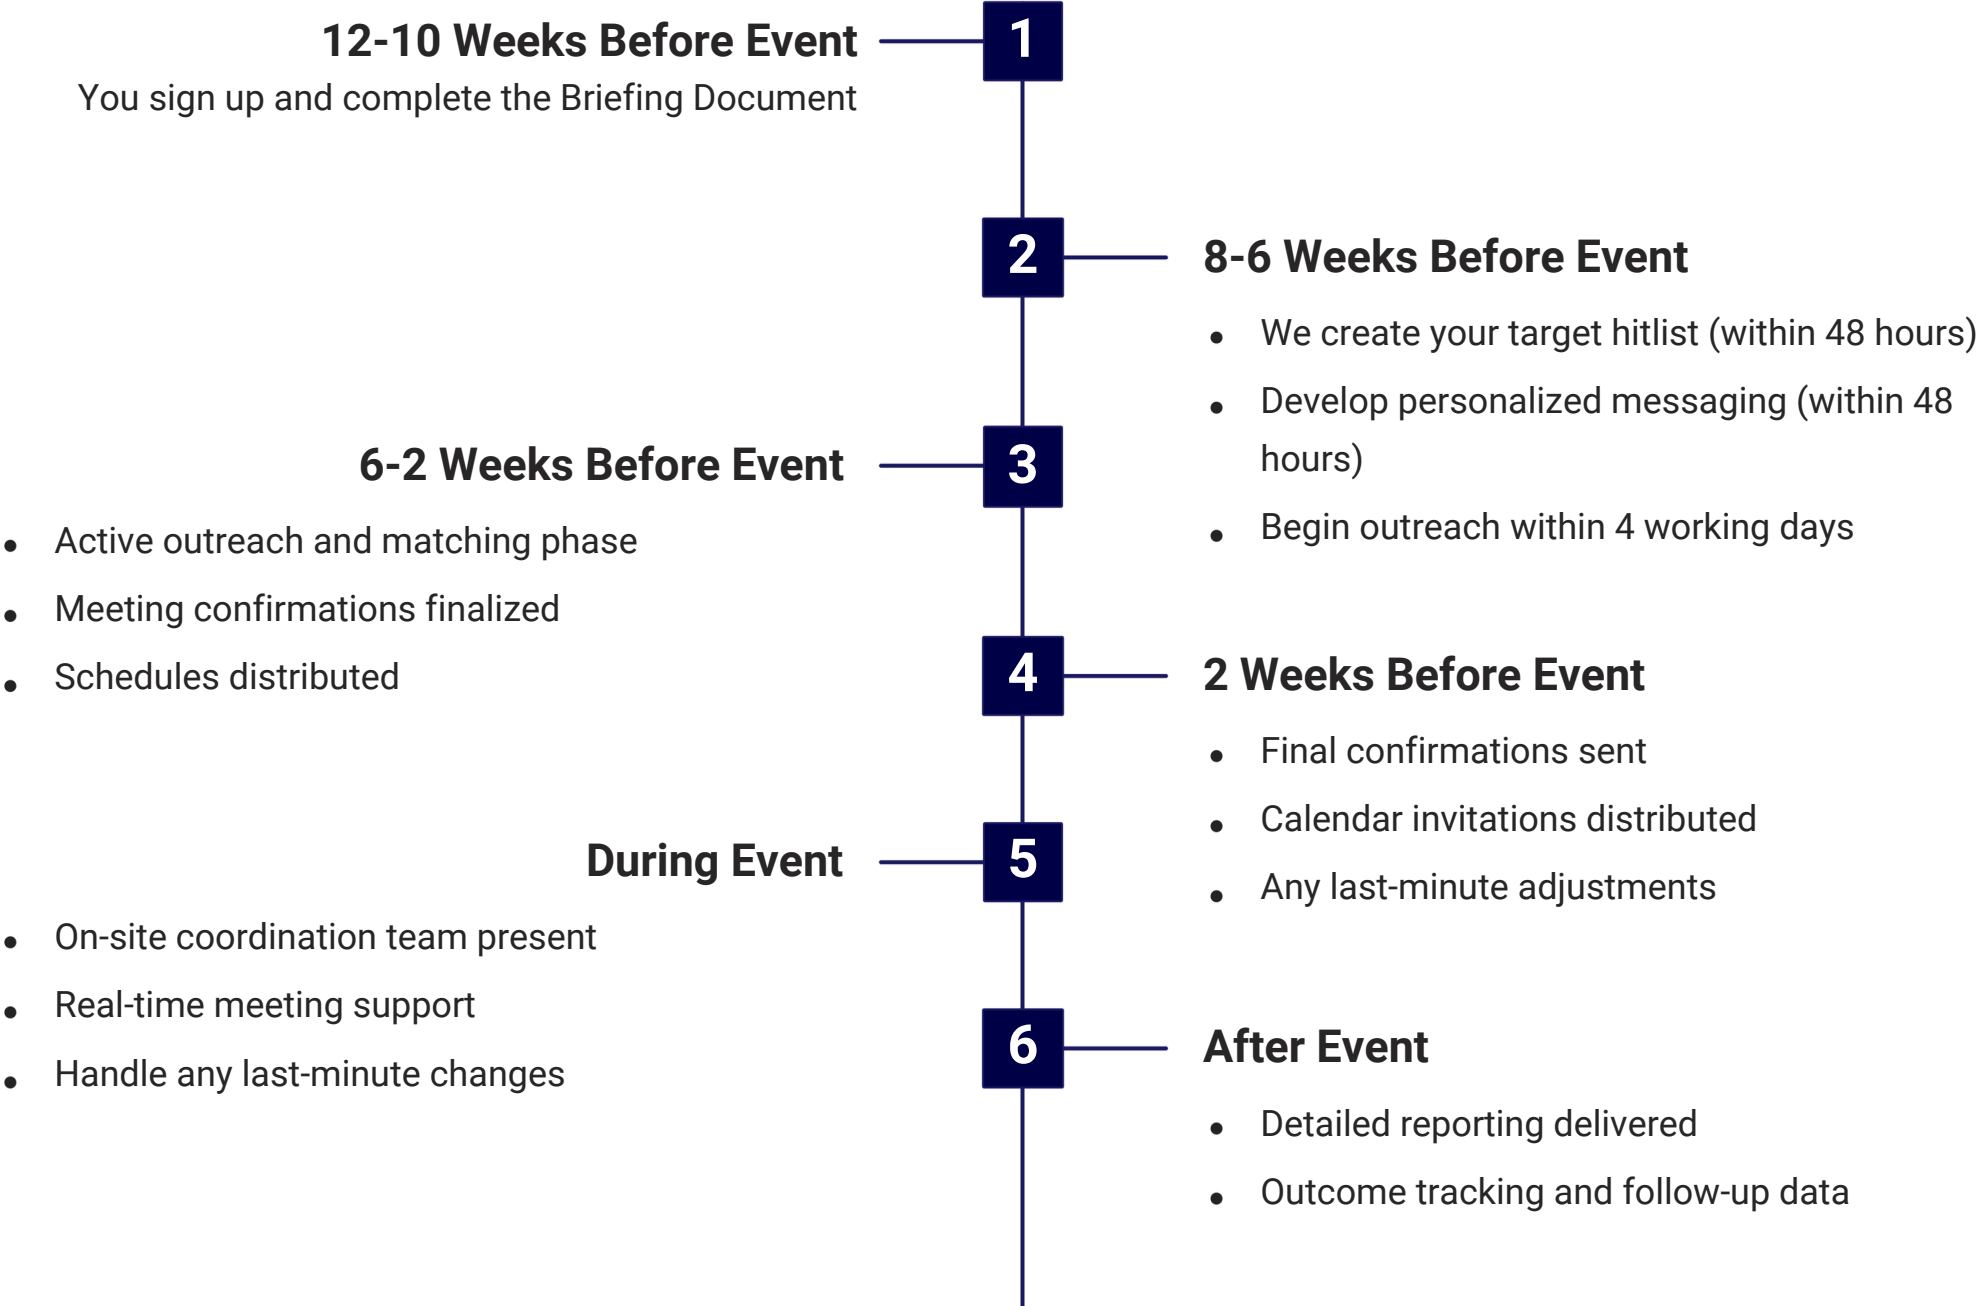 1
12-10 Weeks Before Event
You sign up and complete the Briefing Document
2
8-6 Weeks Before Event
• We create your target hitlist (within 48 hours)
• Develop personalized messaging (within 48
hours)
• Begin outreach within 4 working days
3
6-2 Weeks Before Event
• Active outreach and matching phase
• Meeting confirmations finalized
• Schedules distributed
4
2 Weeks Before Event
• Final confirmations sent
• Calendar invitations distributed
• Any last-minute adjustments
5
During Event
• On-site coordination team present
• Real-time meeting support
• Handle any last-minute changes
6
After Event
• Detailed reporting delivered
• Outcome tracking and follow-up data